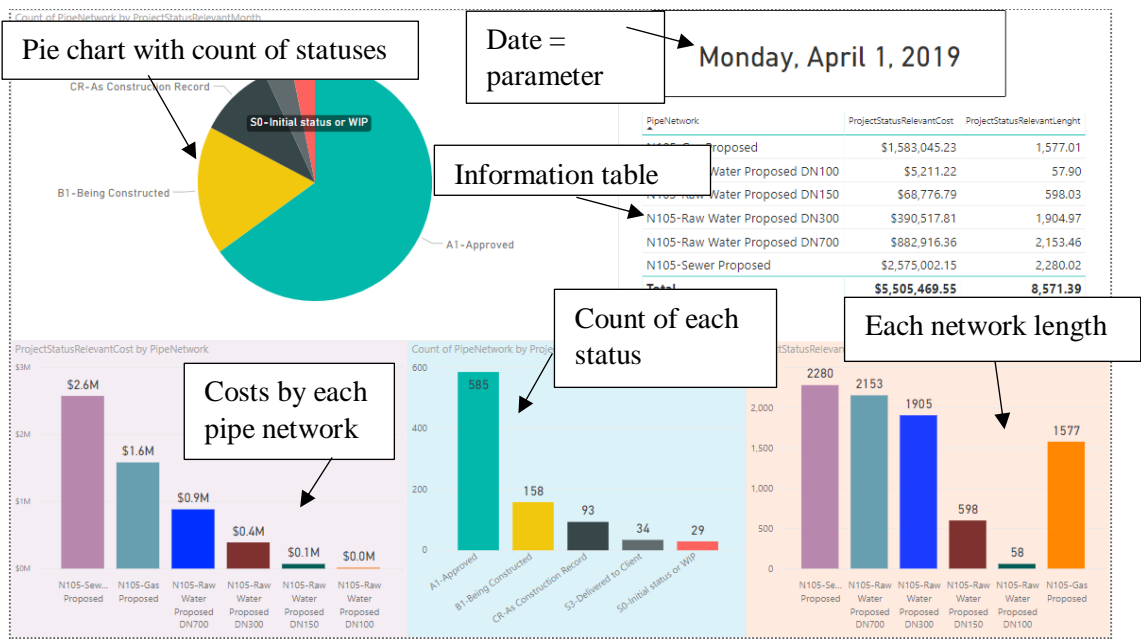 Count of PipeNetwork by ProjectStatusRelevantMonth
Pie chart with count of statuses
CR-As Construction Record
S0-Initial status or WIP
B1-Being Constructed
A1-Approved
Date =
parameter
Monday, April 1, 2019
PipeNetwork ProjectStatusRelevantCost ProjectStatusRelevantLenght
Proposed $1,583,045.23 1,577.01
Water Proposed DN100 $5,211.22 57.90
Water Proposed DN150 $68,776.79 598.03
N105-Raw Water Proposed DN300 $390,517.81 1,904.97
N105-Raw Water Proposed DN700 $882,916.36 2,153.46
N105-Sewer Proposed $2,575,002.15 2,280.02
Total $5,505,469.55 8,571.39
Information table
ProjectStatusRelevantCost by PipeNetwork
$3M
$2M
$1M
$0M
$2.6M
$1.6M
$0.9M
$0.4M
$0.1M
$0.0M
Costs by each
pipe network
N105-Sew... N105-Gas N105-Raw N105-Raw N105-Raw N105-Raw
Proposed Proposed Water Water Water Water
Proposed Proposed Proposed Proposed
DN700 DN300 DN150 DN100
Count of PipeNetwork by
Count of each
status
600
400
200
0
585
158
93
34
29
A1-Approved
B1-Being Constructed
CR-As Construction Record
S3-Delivered to Client
S0-Initial status or WIP
Each network length
2,000
1,500
1,000
500
0
2280
2153
1905
598
58
1577
N105-Se... N105-Raw N105-Raw N105-Raw N105-Raw N105-Gas
Proposed Water Water Water Water Proposed
Proposed Proposed Proposed Proposed
DN700 DN300 DN150 DN100